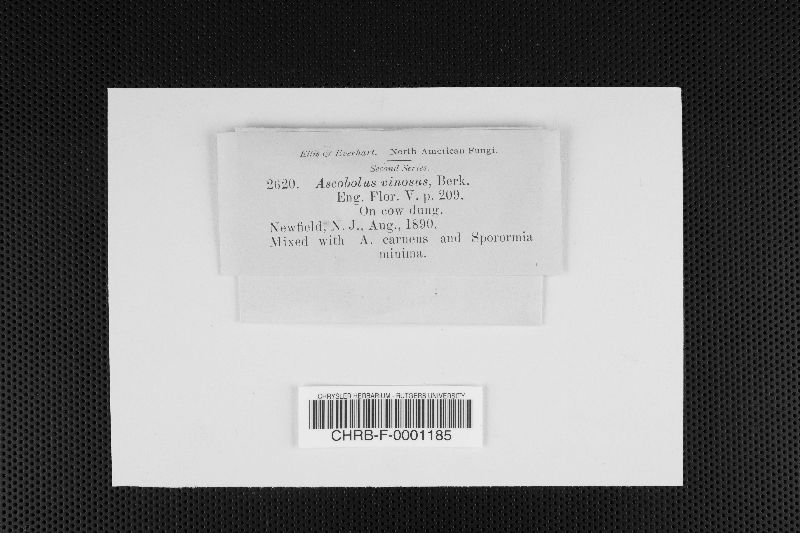 Ellis & Everhart. North American Fungi.
Second Series.
2620. Ascobolus vinosus, Berk.
Eng. Flor. V. p. 209.
On cow dung.
Newfield, N. J., Aug., 1890.
Mixed with A. carneus and Sporormia
minima.
CHRYSLER HERBARIUM - RUTGERS UNIVERSITY
CHRB-F-0001185